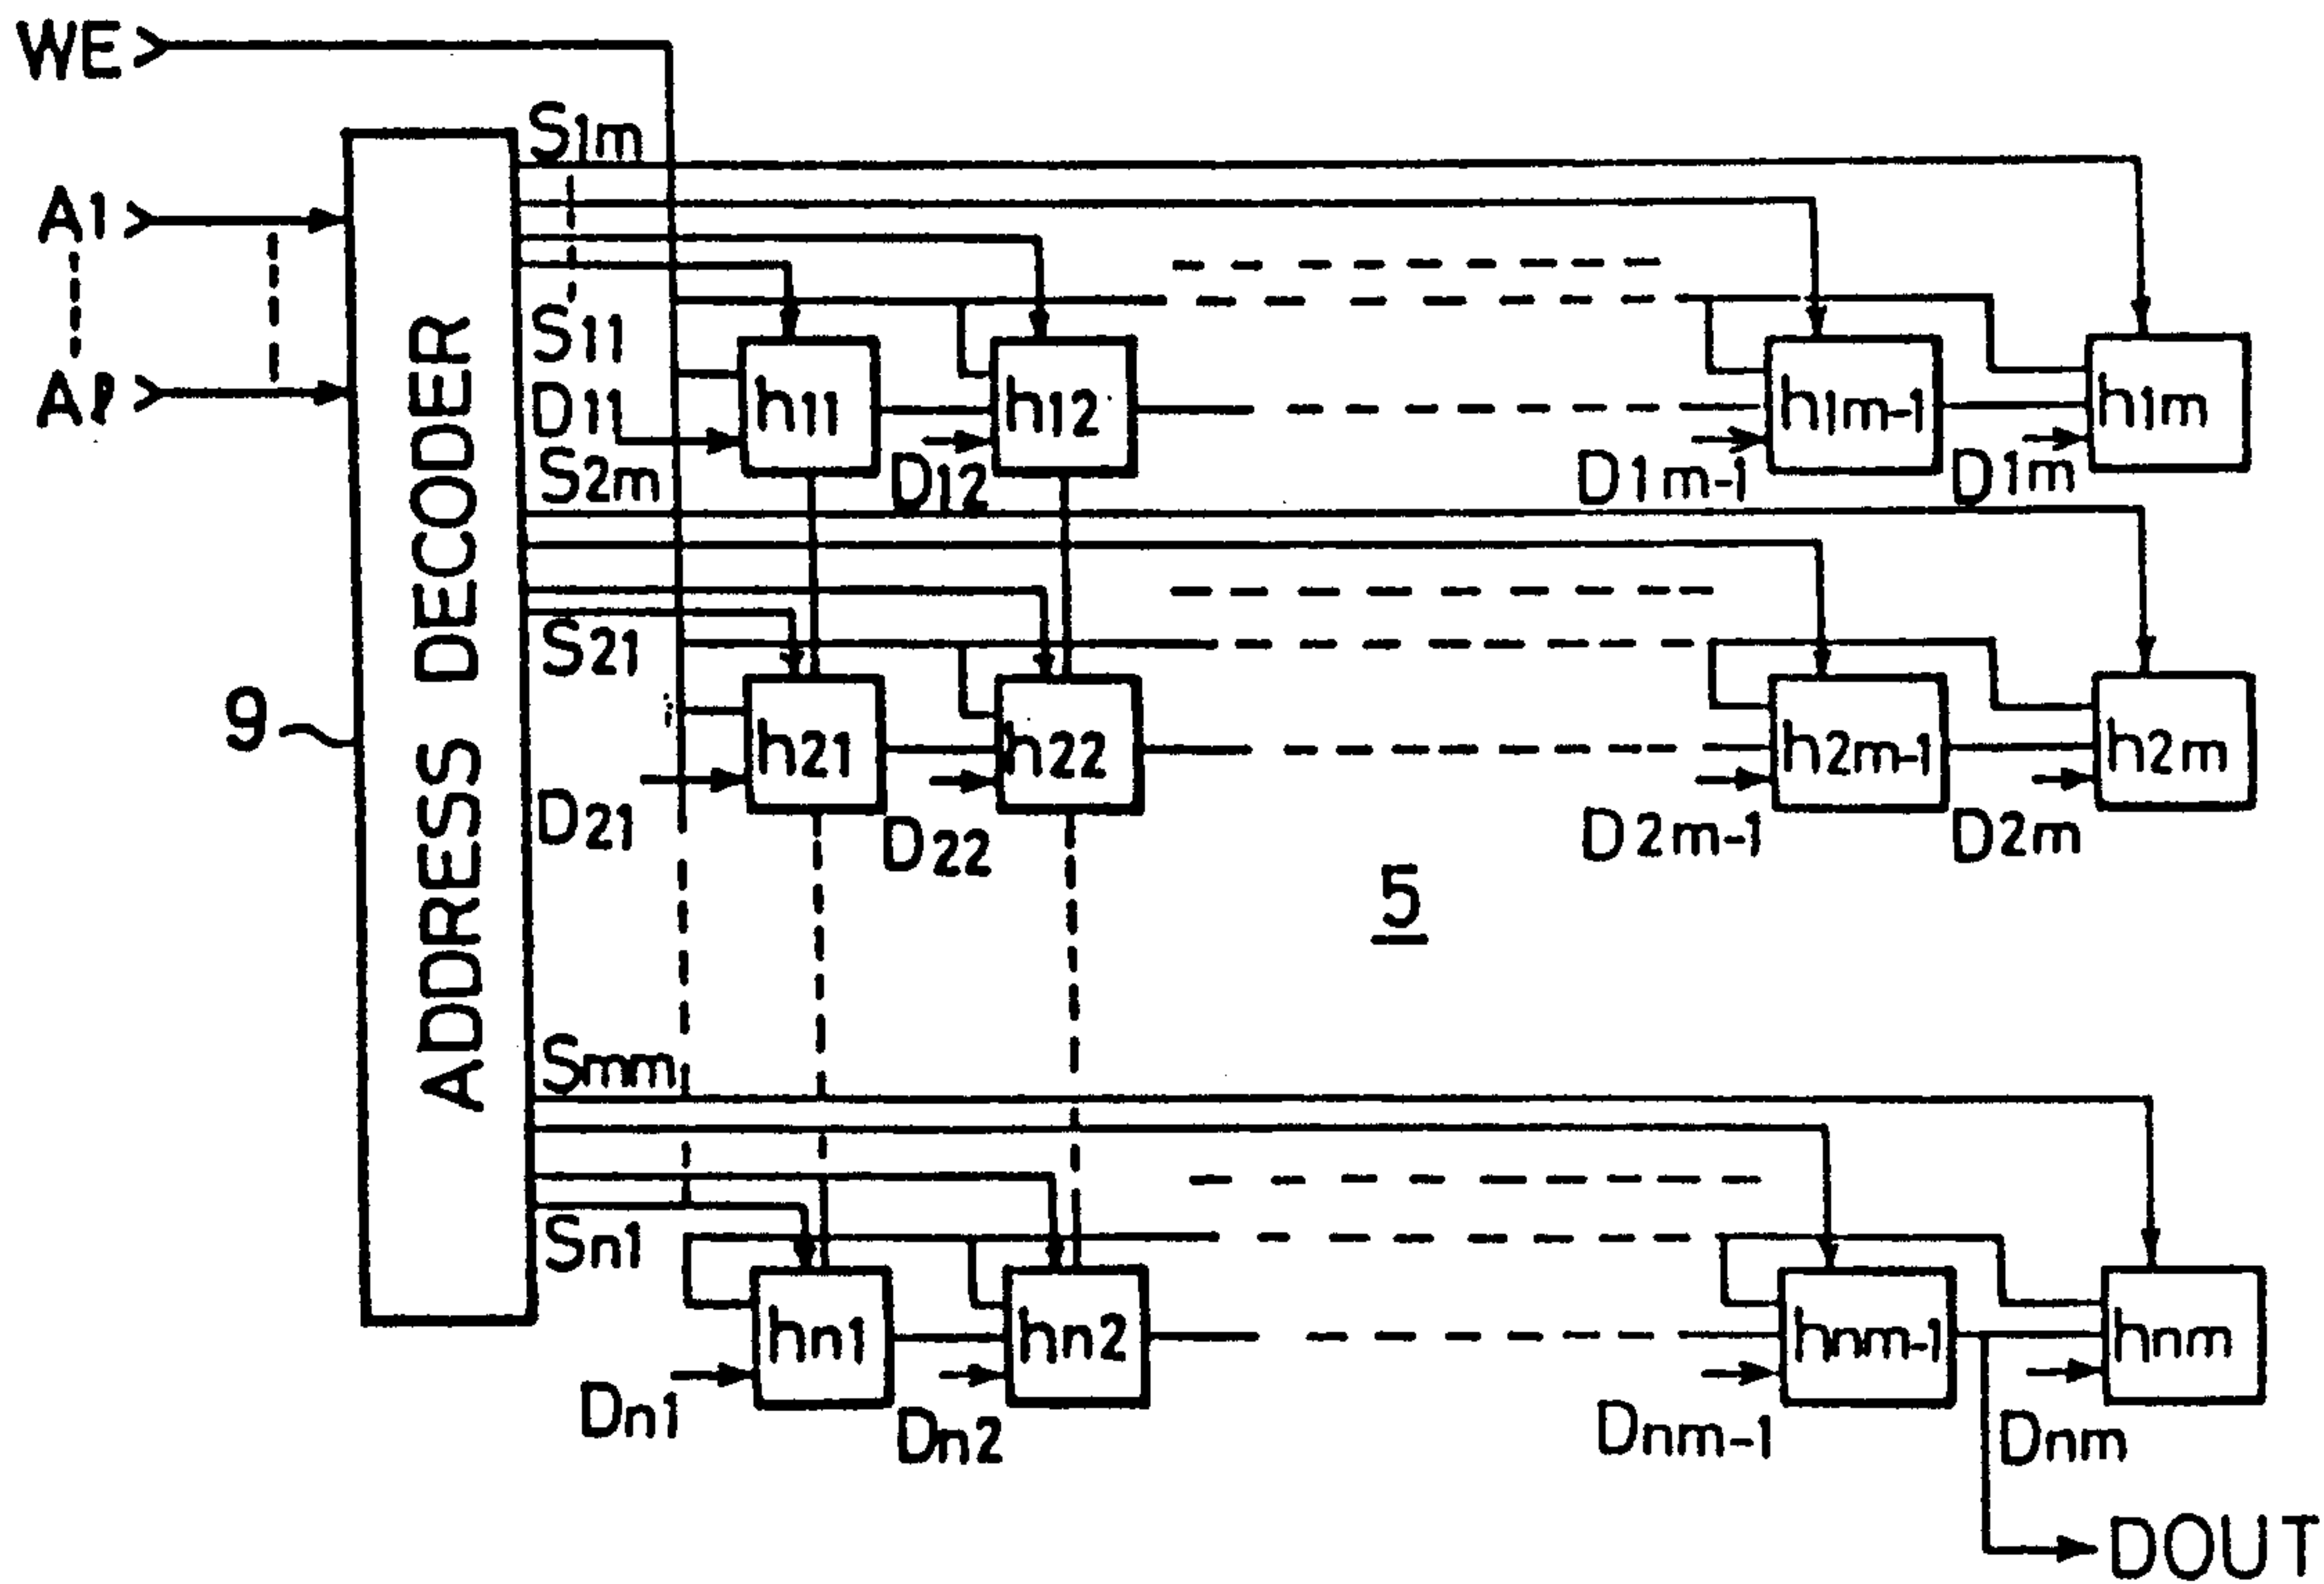 WE
S1m
A1
S11
Al
D11
h11
h12
h1m-1
h1m
S2m
D12
D1m-1
D1m
ADDRESS DECODER
S21
9
h21
h22
h2m-1
h2m
D21
D22
D2m-1
D2m
5
Smm
Sn1
hn1
hn2
hnm-1
hnm
Dn1
Dn2
Dnm-1
Dnm
DOUT